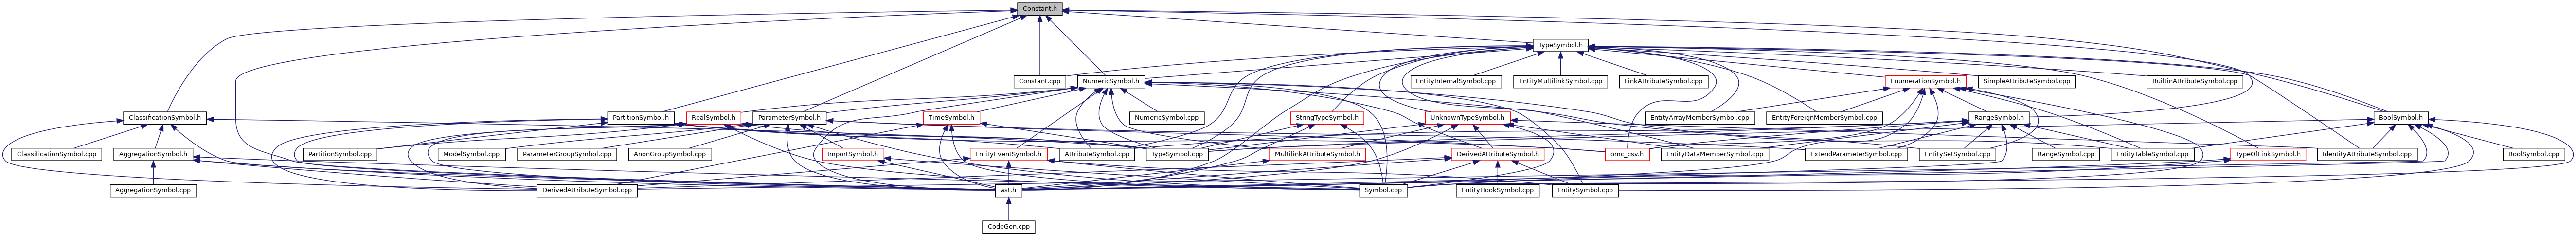 Constant.h
TypeSymbol.h
Constant.cpp
NumericSymbol.h
EntityInternalSymbol.cpp
EntityMultilinkSymbol.cpp
LinkAttributeSymbol.cpp
EnumerationSymbol.h
SimpleAttributeSymbol.cpp
BuiltinAttributeSymbol.cpp
ClassificationSymbol.h
PartitionSymbol.h
RealSymbol.h
ParameterSymbol.h
TimeSymbol.h
NumericSymbol.cpp
StringTypeSymbol.h
UnknownTypeSymbol.h
EntityArrayMemberSymbol.cpp
EntityForeignMemberSymbol.cpp
RangeSymbol.h
BoolSymbol.h
ClassificationSymbol.cpp
AggregationSymbol.h
PartitionSymbol.cpp
ModelSymbol.cpp
ParameterGroupSymbol.cpp
AnonGroupSymbol.cpp
ImportSymbol.h
EntityEventSymbol.h
AttributeSymbol.cpp
TypeSymbol.cpp
MultilinkAttributeSymbol.h
DerivedAttributeSymbol.h
omc_csv.h
EntityDataMemberSymbol.cpp
ExtendParameterSymbol.cpp
EntitySetSymbol.cpp
RangeSymbol.cpp
EntityTableSymbol.cpp
TypeOfLinkSymbol.h
IdentityAttributeSymbol.cpp
BoolSymbol.cpp
AggregationSymbol.cpp
DerivedAttributeSymbol.cpp
ast.h
Symbol.cpp
EntityHookSymbol.cpp
EntitySymbol.cpp
CodeGen.cpp